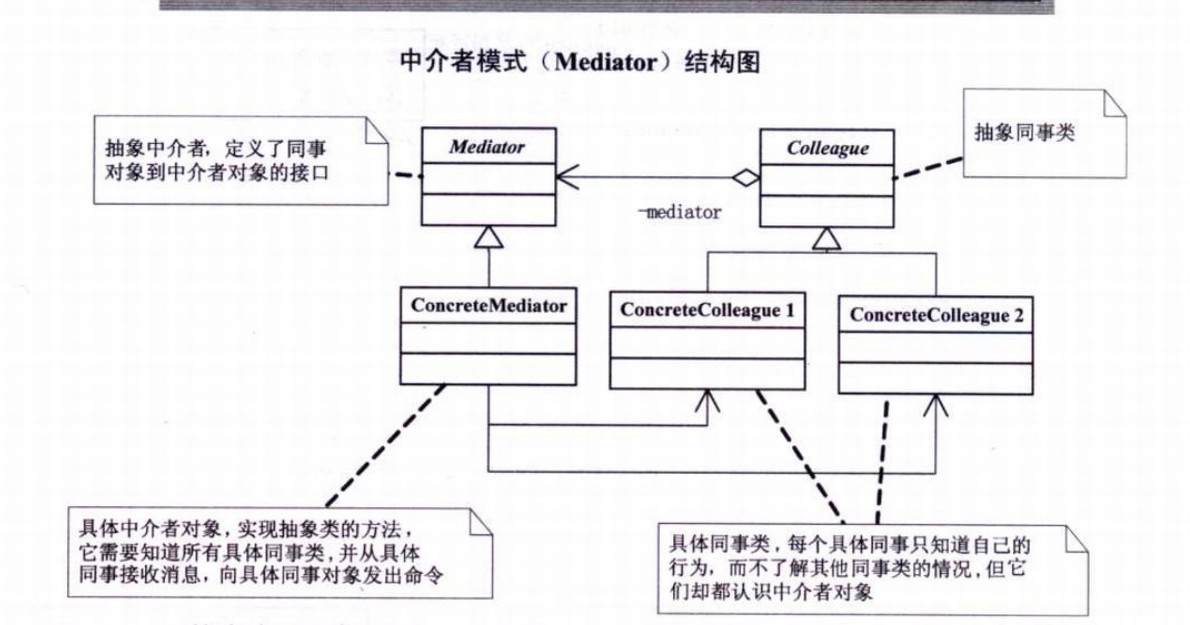 中介者模式（Mediator）结构图
抽象中介者，定义了同事
对象到中介者对象的接口
Mediator
Colleague
抽象同事类
-mediator
ConcreteMediator
ConcreteColleague 1
ConcreteColleague 2
具体中介者对象，实现抽象类的方法，
它需要知道所有具体同事类，并从具体
同事接收消息，向具体同事对象发出命令
具体同事类，每个具体同事只知道自己的
行为，而不了解其他同事类的情况，但它
们却都认识中介者对象